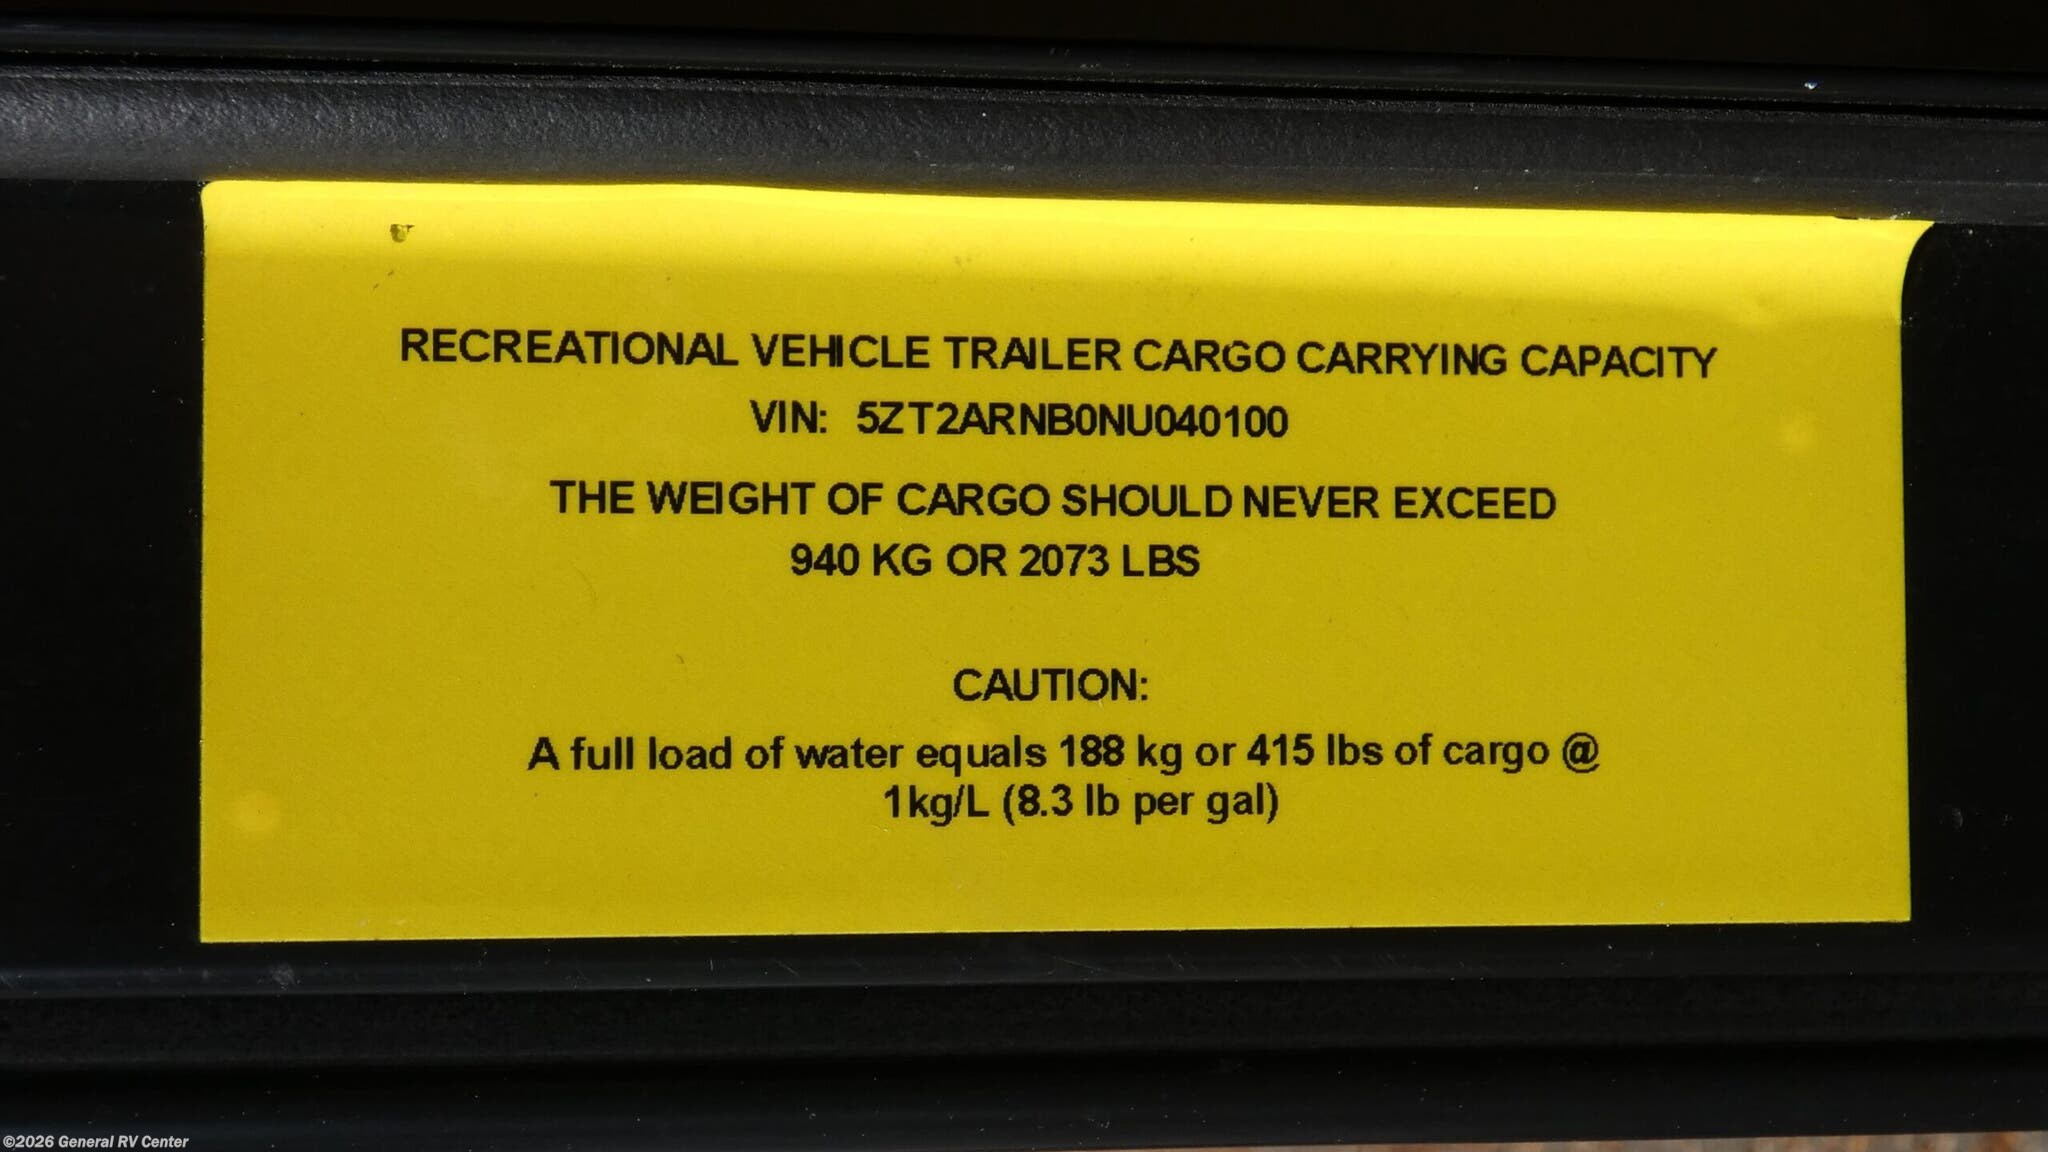 RECREATIONAL VEHICLE TRAILER CARGO CARRYING CAPACITY
VIN: 5ZT2ARNB0NU040100
THE WEIGHT OF CARGO SHOULD NEVER EXCEED
940 KG OR 2073 LBS
CAUTION:
A full load of water equals 188 kg or 415 lbs of cargo @
1kg/L (8.3 lb per gal)
©2026 General RV Center